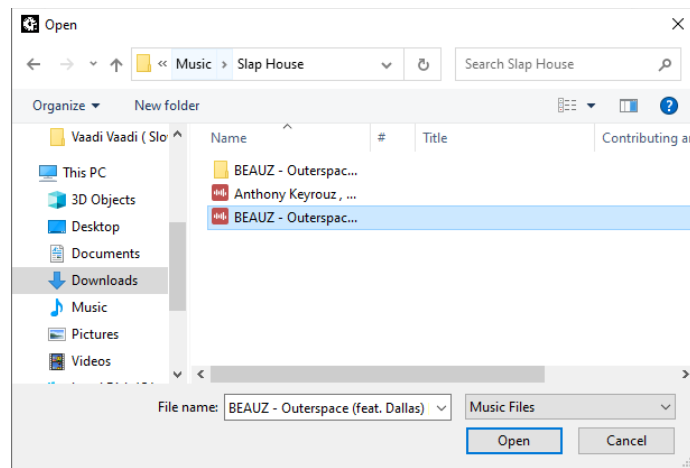 Open
« Music › Slap House
Search Slap House
Organize
New folder
?
Vaadi Vaadi ( Slo
This PC
3D Objects
Desktop
Documents
Downloads
Music
Pictures
Videos
Name
#
Title
Contributing
BEAUZ - Outerspac...
Anthony Keyrouz , ...
BEAUZ - Outerspac...
File name:
BEAUZ - Outerspace (feat. Dallas)
Music Files
Open
Cancel